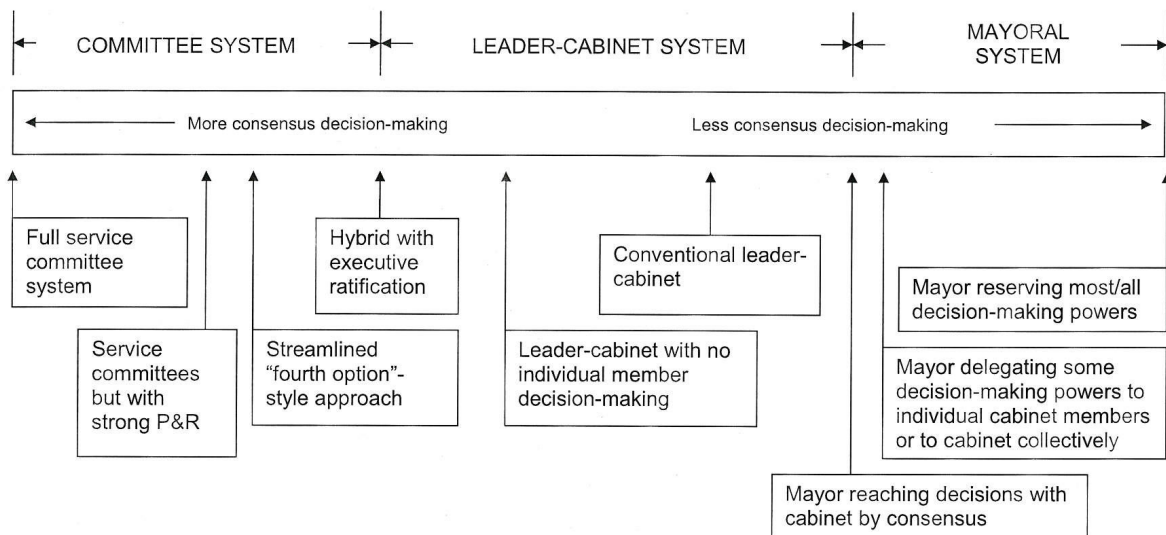 COMMITTEE SYSTEM
LEADER-CABINET SYSTEM
MAYORAL
SYSTEM
More consensus decision-making
Less consensus decision-making
Full service
committee
system
Service
committees
but with
strong P&R
Streamlined
“fourth option”-
style approach
Hybrid with
executive
ratification
Leader-cabinet with no
individual member
decision-making
Conventional leader-
cabinet
Mayor reaching decisions with
cabinet by consensus
Mayor delegating some
decision-making powers to
individual cabinet members
or to cabinet collectively
Mayor reserving most/all
decision-making powers